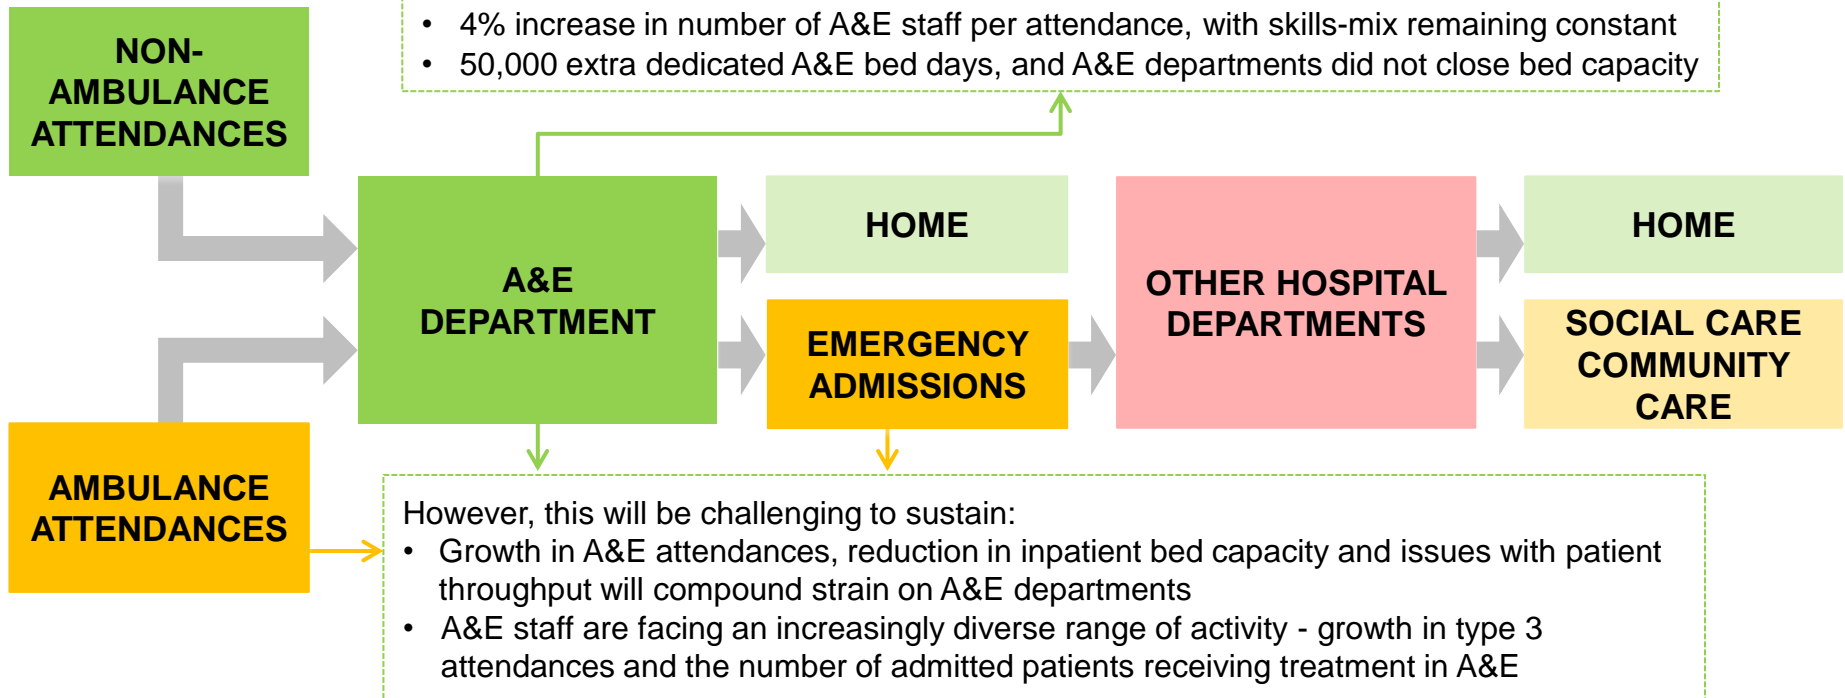 • 4% increase in number of A&E staff per attendance, with skills-mix remaining constant
• 50,000 extra dedicated A&E bed days, and A&E departments did not close bed capacity
NON-
AMBULANCE
ATTENDANCES
A&E
DEPARTMENT
HOME
EMERGENCY
ADMISSIONS
OTHER HOSPITAL
DEPARTMENTS
HOME
SOCIAL CARE
COMMUNITY
CARE
AMBULANCE
ATTENDANCES
However, this will be challenging to sustain:
• Growth in A&E attendances, reduction in inpatient bed capacity and issues with patient
throughput will compound strain on A&E departments
• A&E staff are facing an increasingly diverse range of activity - growth in type 3
attendances and the number of admitted patients receiving treatment in A&E